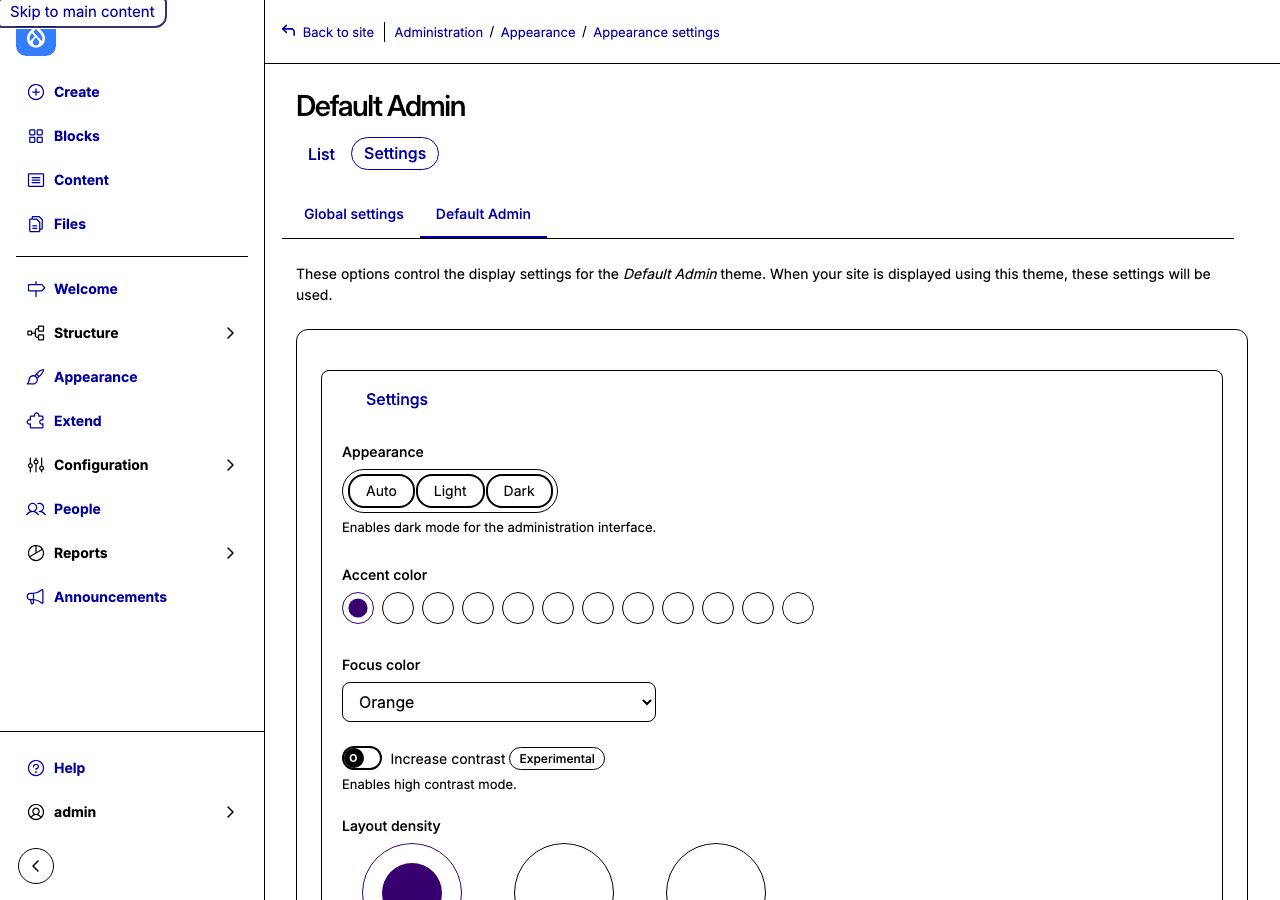 Skip to main content
Create
Blocks
Content
Files
Welcome
Structure
Appearance
Extend
Configuration
People
Reports
Announcements
Help
admin
Back to site
Administration / Appearance / Appearance settings
Default Admin
List
Settings
Global settings
Default Admin
These options control the display settings for the Default Admin theme. When your site is displayed using this theme, these settings will be
used.
Settings
Appearance
Auto
Light
Dark
Enables dark mode for the administration interface.
Accent color
Focus color
Orange
Increase contrast
Experimental
Enables high contrast mode.
Layout density